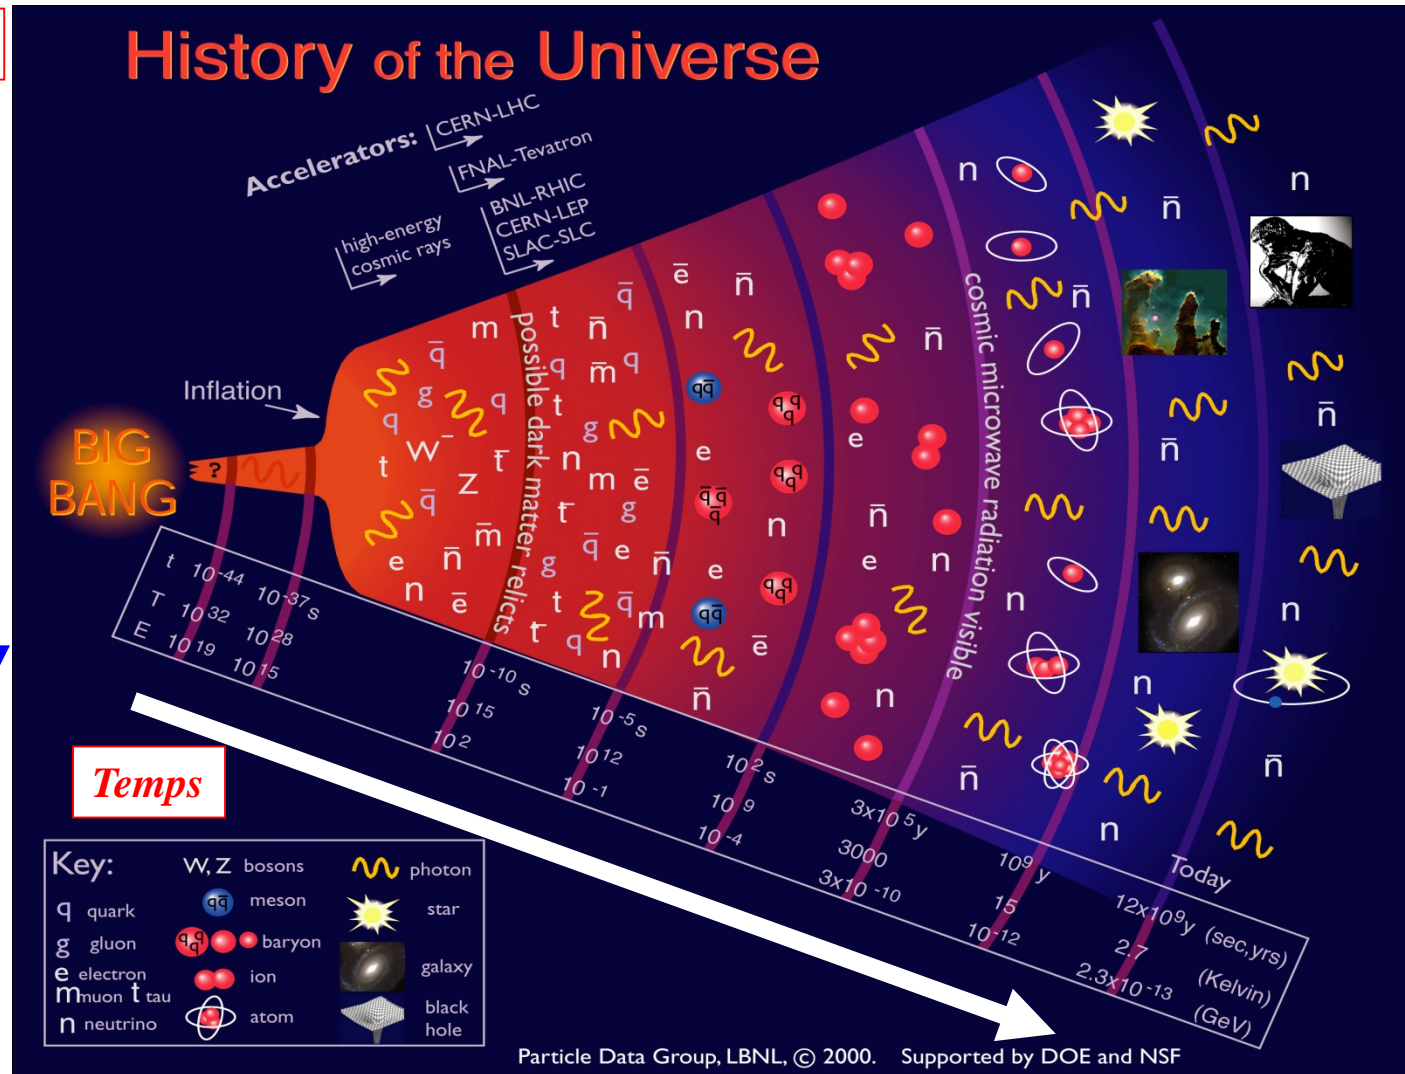 History of the Universe
Accelerators:
CERN-LHC
FNAL-Tevatron
BNL-RHIC
CERN-LEP
SLAC-SLC
high-energy
cosmic rays
Inflation
BIG
BANG
?
possible dark matter relicts
cosmic microwave radiation visible
t 10-44 10-37s 10-10 s 10-5s 10 2 s 3x10 5 y 10 9 y 12x10 9 y (sec,yrs)
T 10 32 10 28 10 15 10 12 10 9 3000 15 2.7 (Kelvin)
E 10 19 10 15 10 2 10 -1 10 -4 3x10 -10 10-12 2.3x10 -13 (GeV)
Today
Temps
Key:
W, Z bosons
photon
q quark
qq̄ meson
star
g gluon
q q q baryon
e electron
ion
galaxy
m muon t tau
n neutrino
atom
black
hole
Particle Data Group, LBNL, © 2000. Supported by DOE and NSF